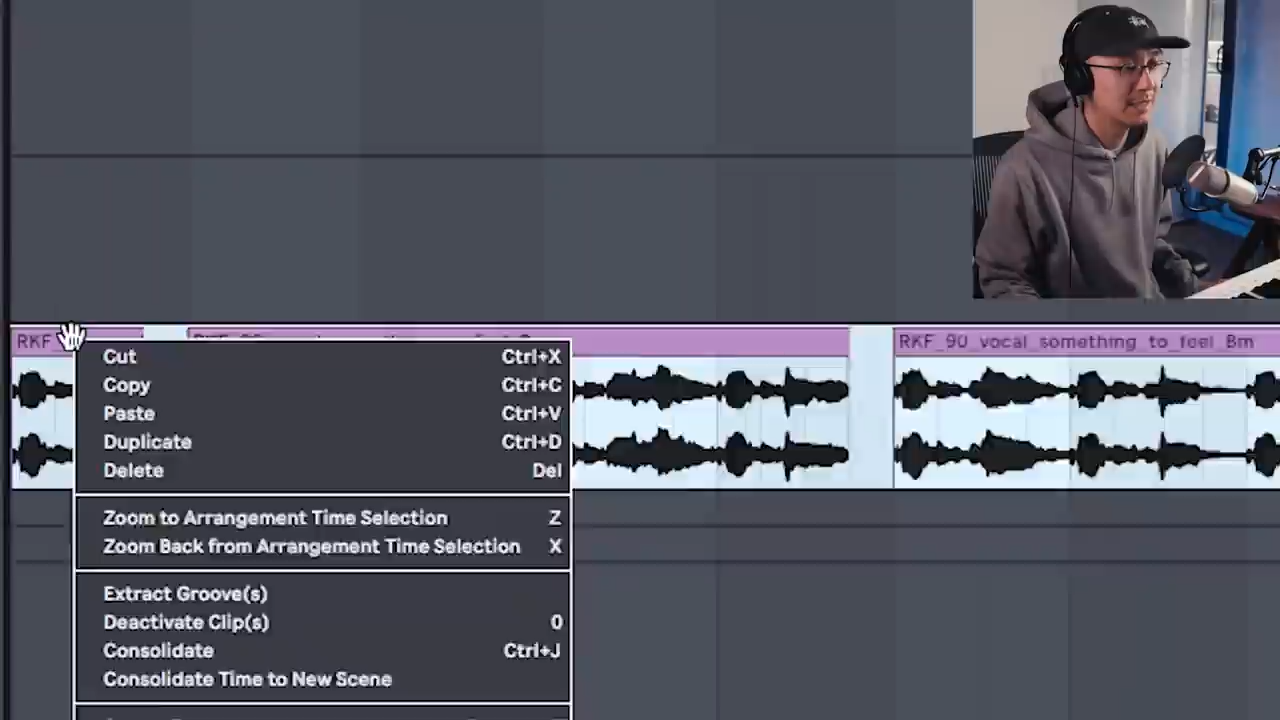 RKF_
RKF_90_vocal_something_to_feel_Bm
Cut Ctrl+X
Copy Ctrl+C
Paste Ctrl+V
Duplicate Ctrl+D
Delete Del
Zoom to Arrangement Time Selection Z
Zoom Back from Arrangement Time Selection X
Extract Groove(s)
Deactivate Clip(s) 0
Consolidate Ctrl+J
Consolidate Time to New Scene